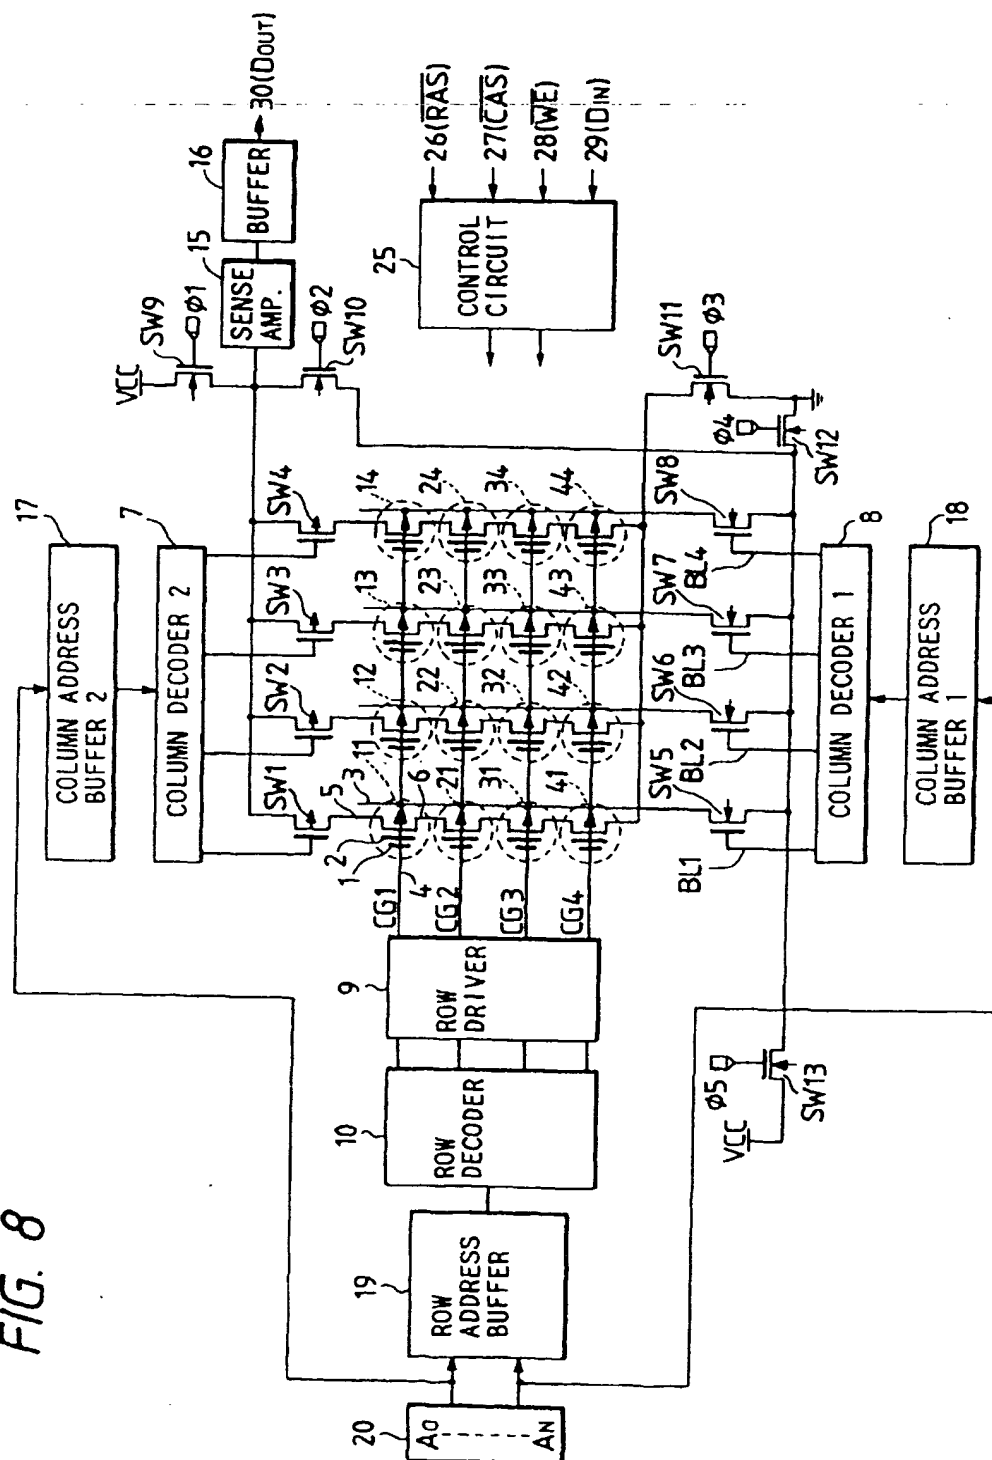 FIG. 8
17
COLUMN ADDRESS
BUFFER 2
7
COLUMN DECODER 2
SW1
SW2
SW3
SW4
VCC
SW9
Φ1
Φ2
SW10
15
SENSE
AMP.
16
BUFFER
30(DOUT)
25
CONTROL
CIRCUIT
26(RAS)
27(CAS)
28(WE)
29(DIN)
20
A0
AN
19
ROW
ADDRESS
BUFFER
10
ROW
DECODER
9
ROW
DRIVER
CG1
CG2
CG3
CG4
1
2
3
4
5
6
11
12
13
14
21
22
23
24
31
32
33
34
41
42
43
44
SW11
Φ3
Φ4
SW12
SW5
SW6
SW7
SW8
BL1
BL2
BL3
BL4
8
COLUMN DECODER 1
18
COLUMN ADDRESS
BUFFER 1
VCC
Φ5
SW13